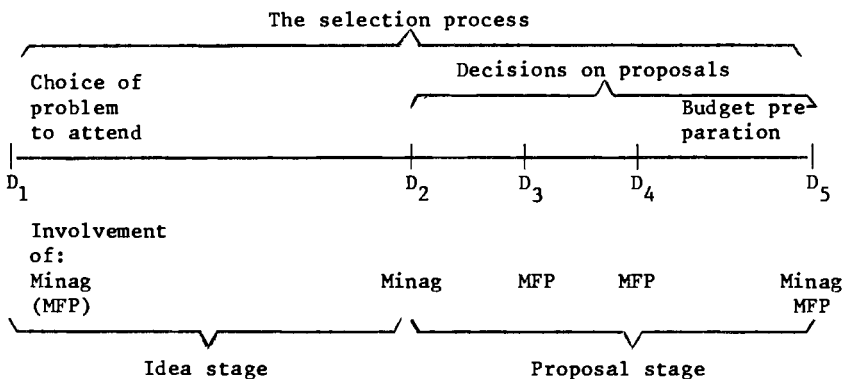 The selection process
Decisions on proposals
Choice of
problem
to attend
Budget pre-
paration
D1 D2 D3 D4 D5
Involvement
of:
Minag
(MFP)
Minag MFP MFP Minag
MFP
Idea stage Proposal stage